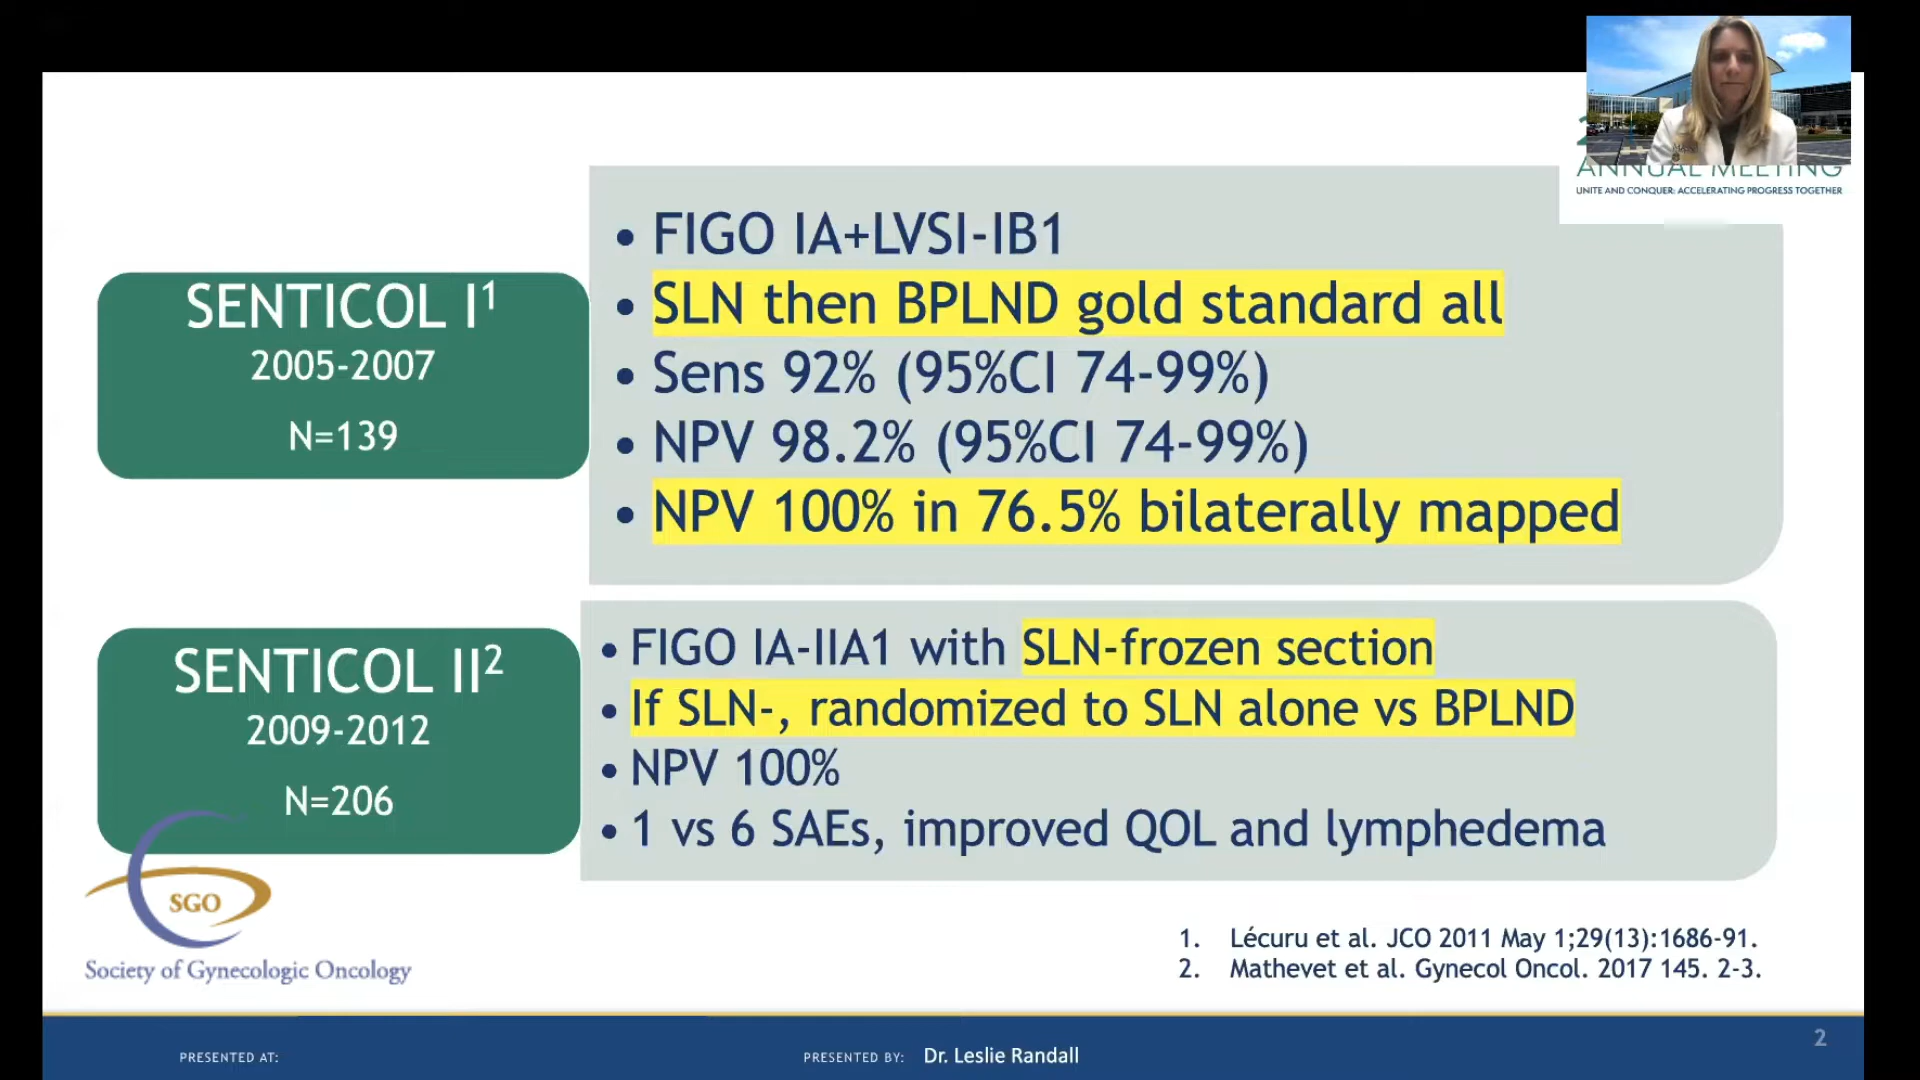 ANNUAL MEETING
UNITE AND CONQUER: ACCELERATING PROGRESS TOGETHER
SENTICOL I¹
2005-2007
N=139
• FIGO IA+LVSI-IB1
• SLN then BPLND gold standard all
• Sens 92% (95%CI 74-99%)
• NPV 98.2% (95%CI 74-99%)
• NPV 100% in 76.5% bilaterally mapped
SENTICOL II²
2009-2012
N=206
• FIGO IA-IIA1 with SLN-frozen section
• If SLN-, randomized to SLN alone vs BPLND
• NPV 100%
• 1 vs 6 SAEs, improved QOL and lymphedema
SGO
Society of Gynecologic Oncology
1. Lécuru et al. JCO 2011 May 1;29(13):1686-91.
2. Mathevet et al. Gynecol Oncol. 2017 145. 2-3.
PRESENTED AT:
PRESENTED BY: Dr. Leslie Randall
2